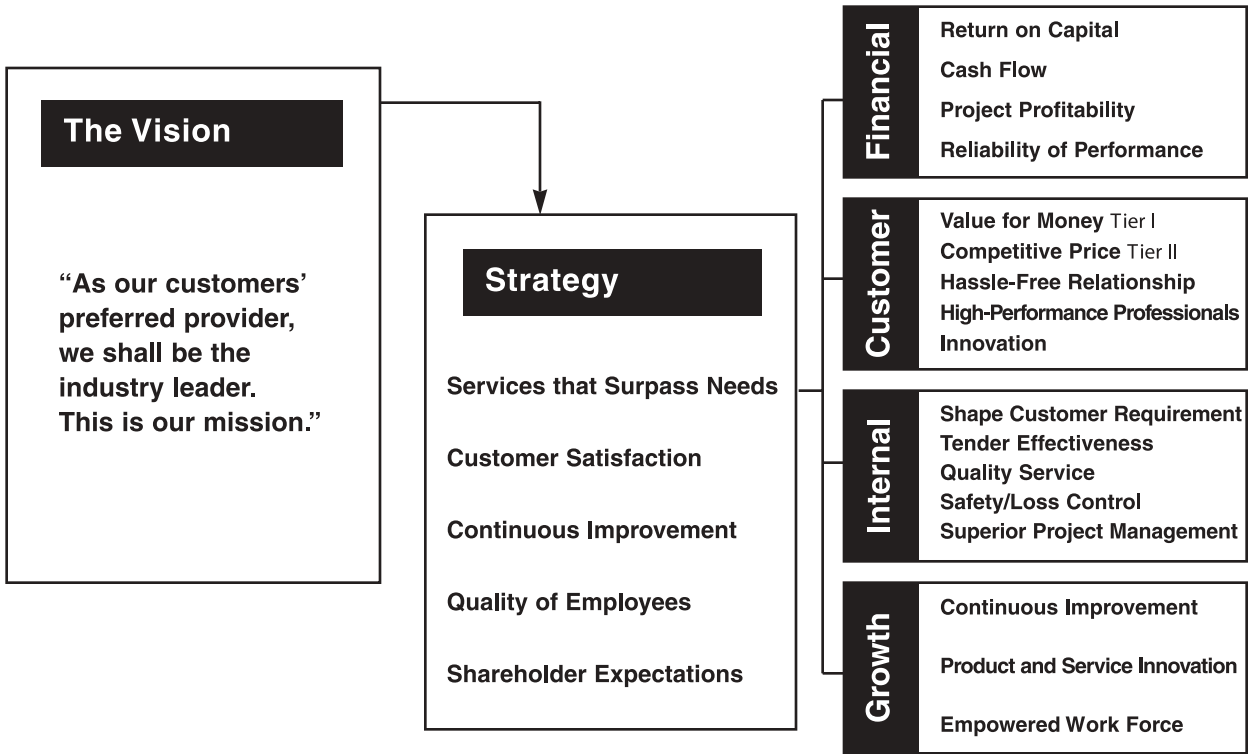 The Vision
“As our customers’
preferred provider,
we shall be the
industry leader.
This is our mission.”
Strategy
Services that Surpass Needs
Customer Satisfaction
Continuous Improvement
Quality of Employees
Shareholder Expectations
Financial
Return on Capital
Cash Flow
Project Profitability
Reliability of Performance
Customer
Value for Money Tier I
Competitive Price Tier II
Hassle-Free Relationship
High-Performance Professionals
Innovation
Internal
Shape Customer Requirement
Tender Effectiveness
Quality Service
Safety/Loss Control
Superior Project Management
Growth
Continuous Improvement
Product and Service Innovation
Empowered Work Force